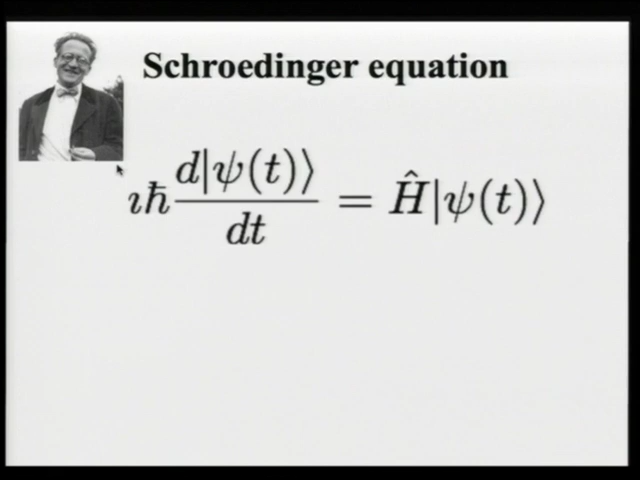 Schroedinger equation
ıħ d|ψ(t)⟩/dt = Ĥ|ψ(t)⟩